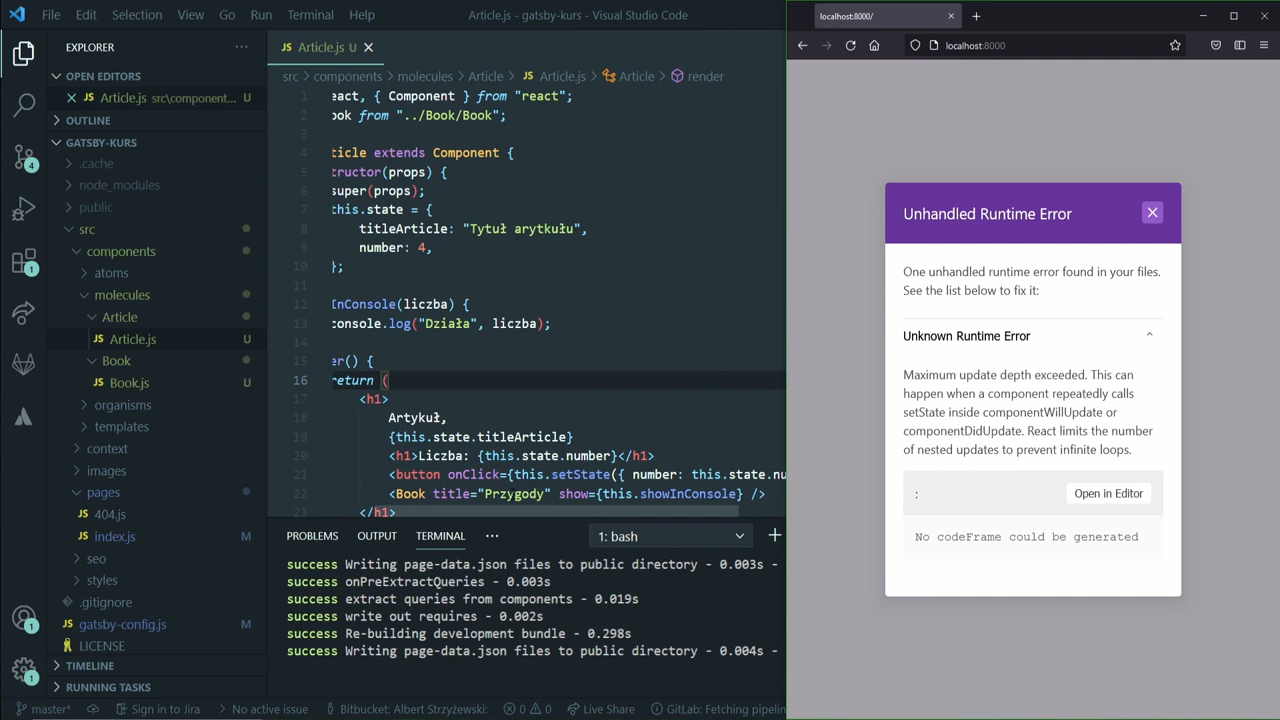 File Edit Selection View Go Run Terminal Help
Article.js - gatsby-kurs - Visual Studio Code
EXPLORER
OPEN EDITORS
Article.js src\component... U
OUTLINE
GATSBY-KURS
.cache
node_modules
public
src
components
atoms
molecules
Article
JS Article.js U
Book
JS Book.js U
organisms
templates
context
images
pages
JS 404.js
JS index.js M
seo
styles
.gitignore
JS gatsby-config.js M
LICENSE
TIMELINE
RUNNING TASKS
4
1
1
1
JS Article.js U
src > components > molecules > Article > JS Article.js > Article > render
1 eact, { Component } from "react";
2 ook from "../Book/Book";
3
4 ticle extends Component {
5 tructor(props) {
6 super(props);
7 this.state = {
8 titleArticle: "Tytuł arytkułu",
9 number: 4,
10 };
11
12 InConsole(liczba) {
13 console.log("Działa", liczba);
14
15 er() {
16 return (
17 <h1>
18 Artykuł,
19 {this.state.titleArticle}
20 <h1>Liczba: {this.state.number}</h1>
21 <button onClick={this.setState({ number: this.state.nu
22 <Book title="Przygody" show={this.showInConsole} />
23 </h1>
PROBLEMS OUTPUT TERMINAL ... 1: bash
success Writing page-data.json files to public directory - 0.003s -
success onPreExtractQueries - 0.003s
success extract queries from components - 0.019s
success write out requires - 0.002s
success Re-building development bundle - 0.298s
success Writing page-data.json files to public directory - 0.004s -
master* Sign in to Jira No active issue Bitbucket: Albert Strzyżewski: 0 0 Live Share GitLab: Fetching pipelin
localhost:8000/
localhost:8000
Unhandled Runtime Error
One unhandled runtime error found in your files.
See the list below to fix it:
Unknown Runtime Error
Maximum update depth exceeded. This can
happen when a component repeatedly calls
setState inside componentWillUpdate or
componentDidUpdate. React limits the number
of nested updates to prevent infinite loops.
: Open in Editor
No codeFrame could be generated